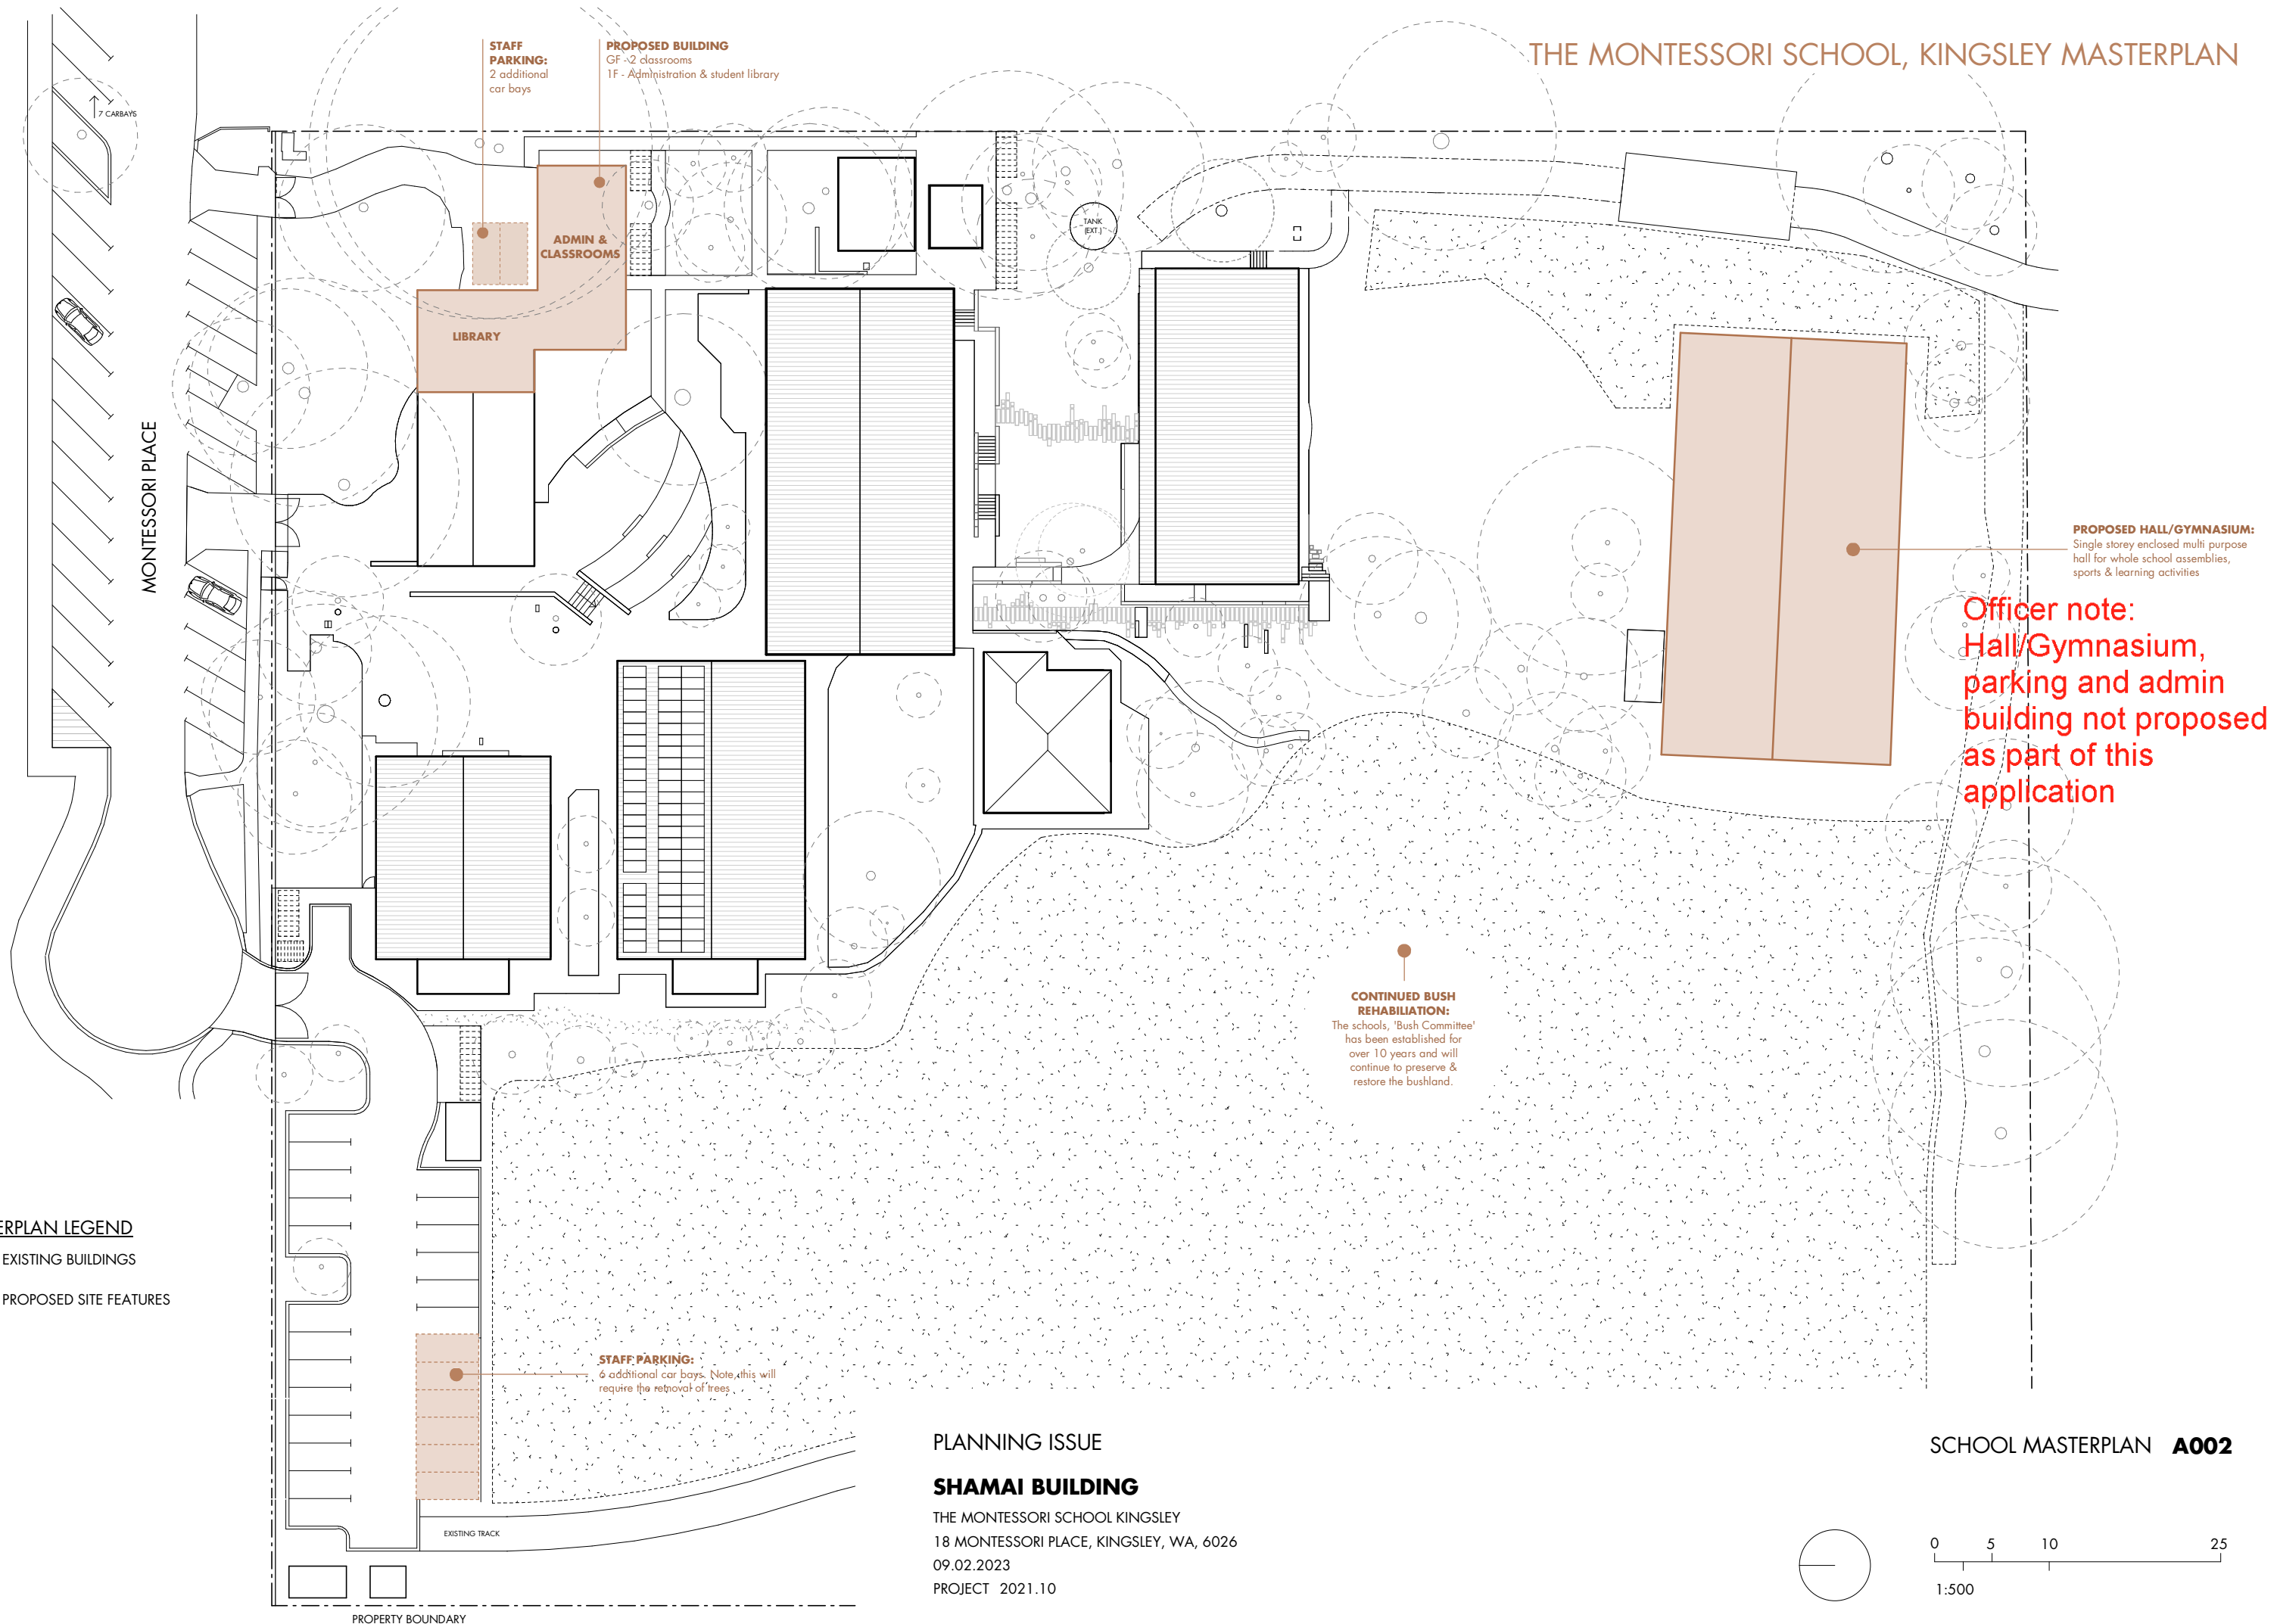 THE MONTESSORI SCHOOL, KINGSLEY MASTERPLAN
STAFF
PARKING:
2 additional
car bays
PROPOSED BUILDING
GF - 2 classrooms
1F - Administration & student library
7 CARBAYS
ADMIN &
CLASSROOMS
LIBRARY
TANK
(EXT.)
MONTESSORI PLACE
PROPOSED HALL/GYMNASIUM:
Single storey enclosed multi purpose
hall for whole school assemblies,
sports & learning activities
Officer note:
Hall/Gymnasium,
parking and admin
building not proposed
as part of this
application
CONTINUED BUSH
REHABILIATION:
The schools, 'Bush Committee'
has been established for
over 10 years and will
continue to preserve &
restore the bushland.
ERPLAN LEGEND
EXISTING BUILDINGS
PROPOSED SITE FEATURES
STAFF PARKING:
6 additional car bays. Note, this will
require the removal of trees
EXISTING TRACK
PROPERTY BOUNDARY
PLANNING ISSUE
SHAMAI BUILDING
THE MONTESSORI SCHOOL KINGSLEY
18 MONTESSORI PLACE, KINGSLEY, WA, 6026
09.02.2023
PROJECT 2021.10
SCHOOL MASTERPLAN A002
0 5 10 25
1:500